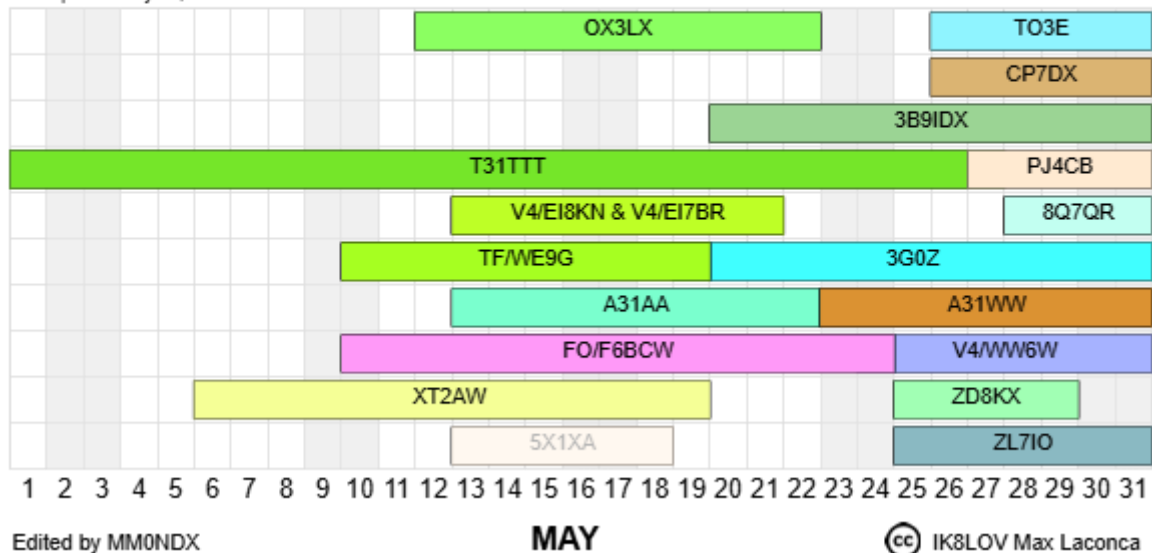 OX3LX TO3E
CP7DX
3B9IDX
T31TTT PJ4CB
V4/EI8KN & V4/EI7BR 8Q7QR
TF/WE9G 3G0Z
A31AA A31WW
FO/F6BCW V4/WW6W
XT2AW ZD8KX
5X1XA ZL7IO
1 2 3 4 5 6 7 8 9 10 11 12 13 14 15 16 17 18 19 20 21 22 23 24 25 26 27 28 29 30 31
Edited by MM0NDX MAY cc IK8LOV Max Laconca